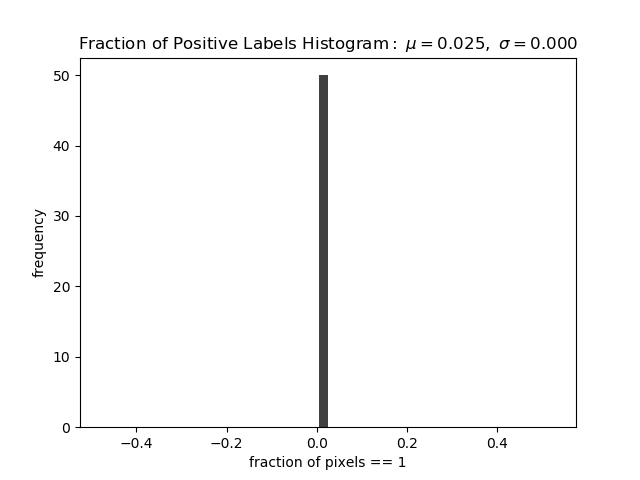 Fraction of Positive Labels Histogram : μ = 0.025, σ = 0.000
50
40
30
20
10
0
frequency
−0.4 −0.2 0.0 0.2 0.4
fraction of pixels == 1